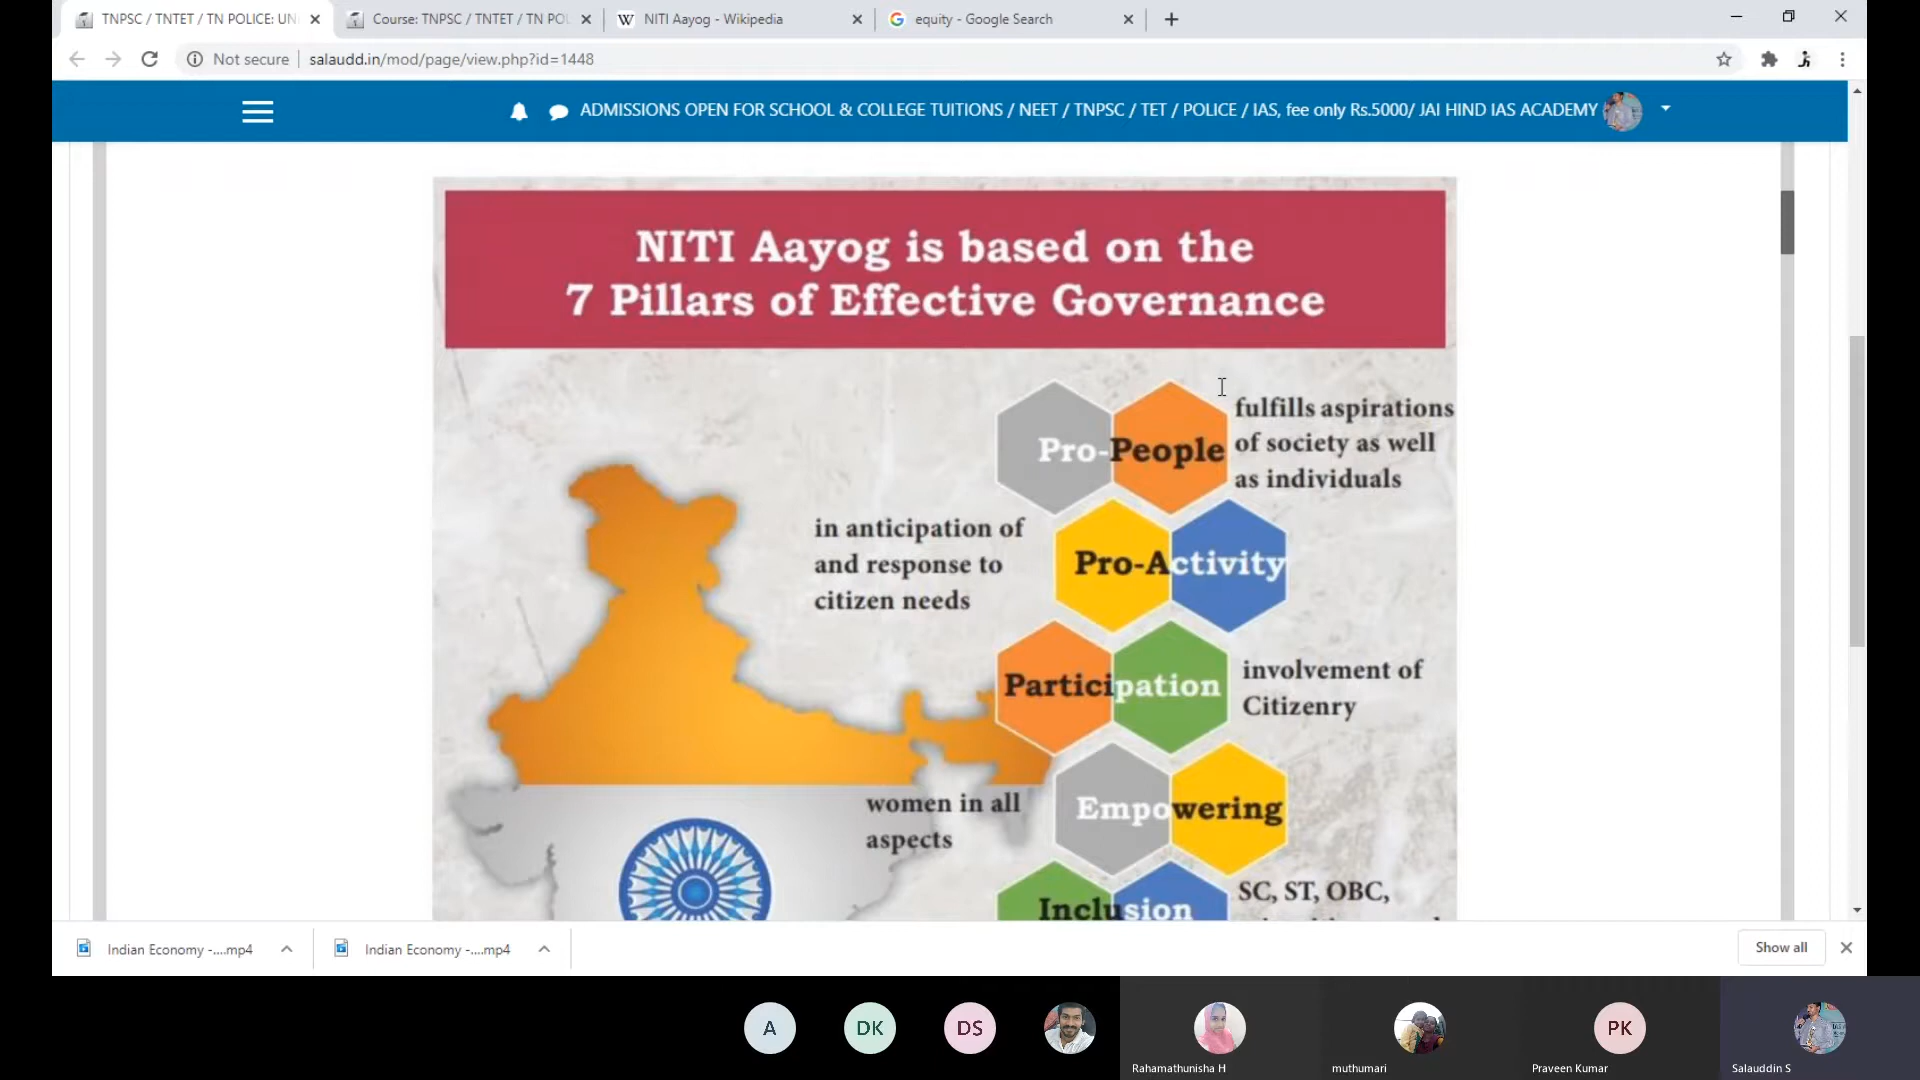 TNPSC / TNTET / TN POLICE: UN
Course: TNPSC / TNTET / TN POL
NITI Aayog - Wikipedia
equity - Google Search
Not secure
salaudd.in/mod/page/view.php?id=1448
ADMISSIONS OPEN FOR SCHOOL & COLLEGE TUITIONS / NEET / TNPSC / TET / POLICE / IAS, fee only Rs.5000/ JAI HIND IAS ACADEMY
NITI Aayog is based on the
7 Pillars of Effective Governance
Pro-People
fulfills aspirations
of society as well
as individuals
in anticipation of
and response to
citizen needs
Pro-Activity
Participation
involvement of
Citizenry
women in all
aspects
Empowering
Inclusion
SC, ST, OBC,
Indian Economy -....mp4
Indian Economy -....mp4
Show all
A
DK
DS
PK
Rahamathunisha H
muthumari
Praveen Kumar
Salauddin S